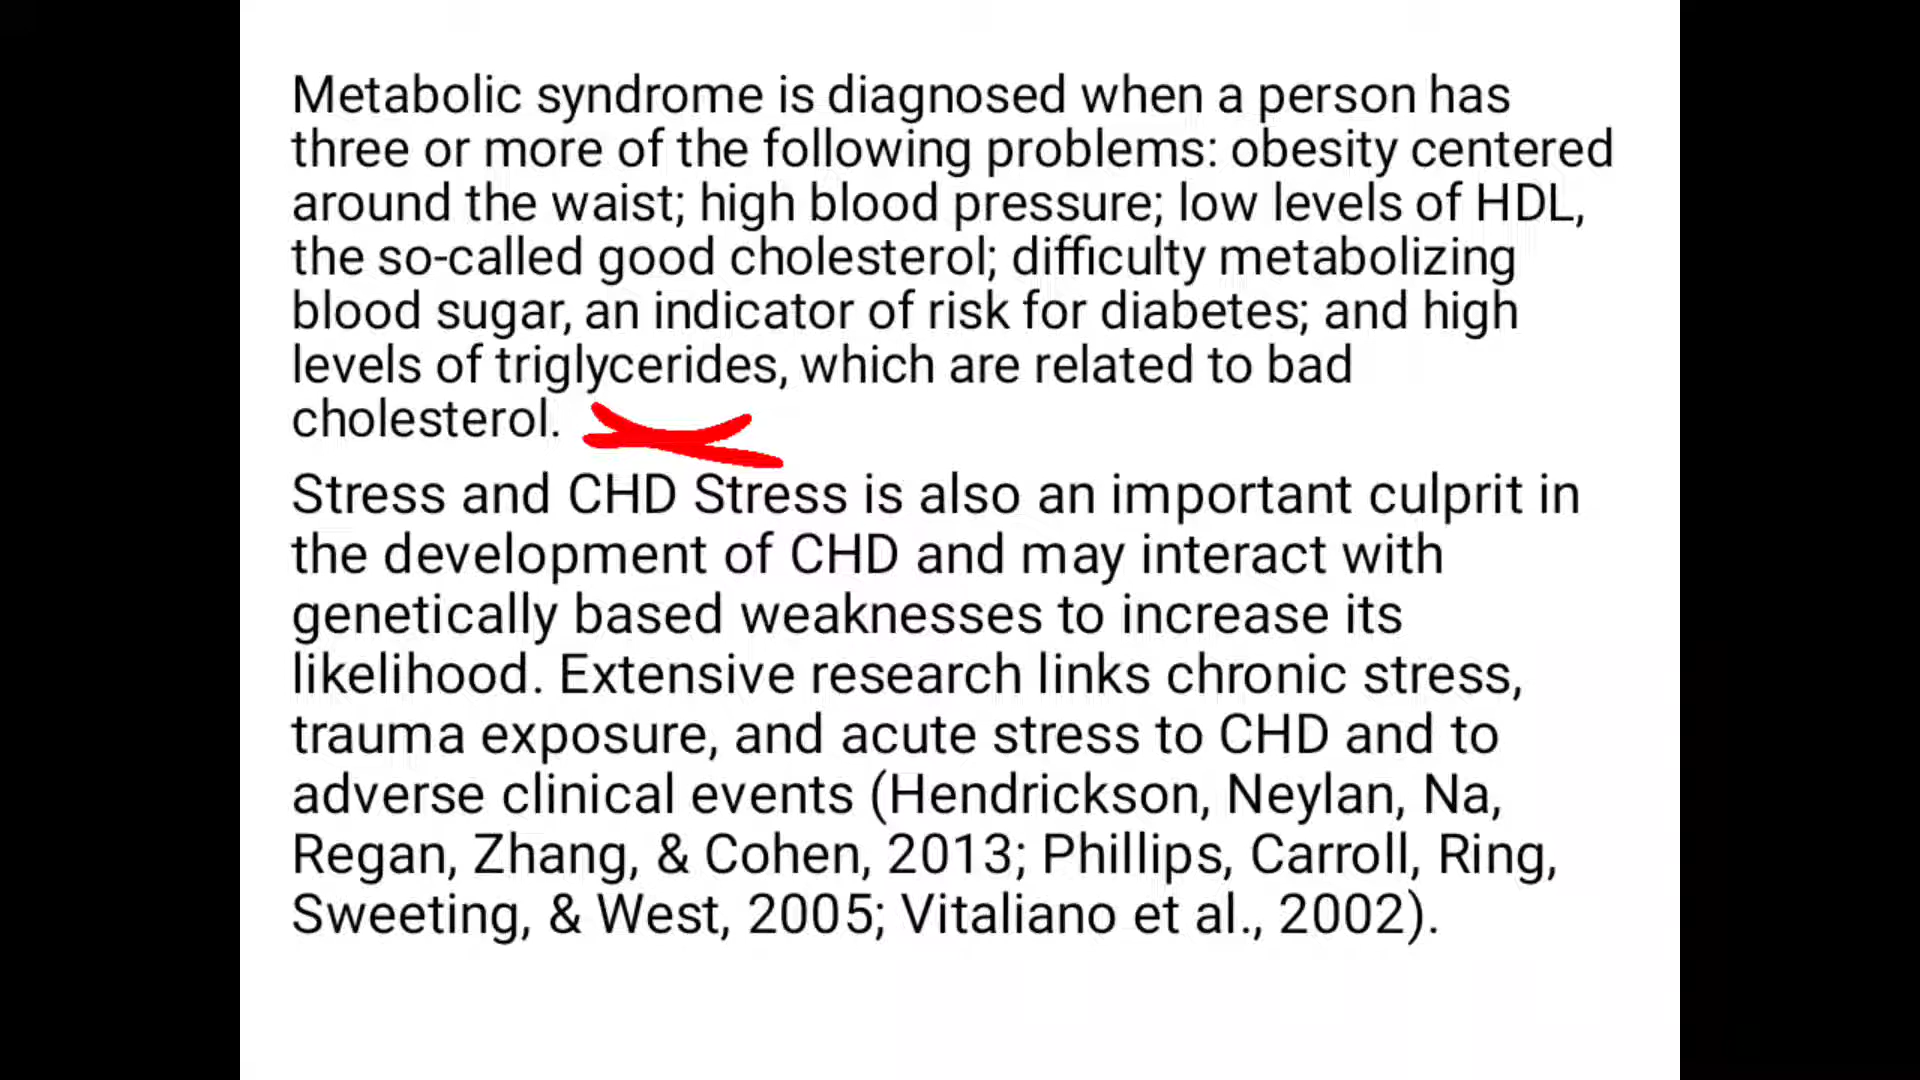 Metabolic syndrome is diagnosed when a person has
three or more of the following problems: obesity centered
around the waist; high blood pressure; low levels of HDL,
the so-called good cholesterol; difficulty metabolizing
blood sugar, an indicator of risk for diabetes; and high
levels of triglycerides, which are related to bad
cholesterol.
Stress and CHD Stress is also an important culprit in
the development of CHD and may interact with
genetically based weaknesses to increase its
likelihood. Extensive research links chronic stress,
trauma exposure, and acute stress to CHD and to
adverse clinical events (Hendrickson, Neylan, Na,
Regan, Zhang, & Cohen, 2013; Phillips, Carroll, Ring,
Sweeting, & West, 2005; Vitaliano et al., 2002).